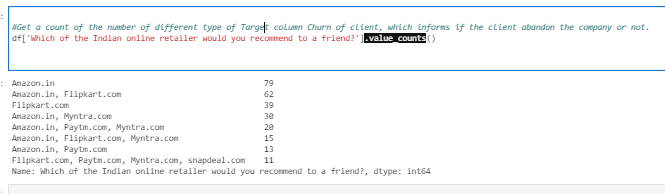 #Get a count of the number of different type of Target column Churn of client, which informs if the client abandon the company or not.
df['Which of the Indian online retailer would you recommend to a friend?'].value_counts()
Amazon.in 79
Amazon.in, Flipkart.com 62
Flipkart.com 39
Amazon.in, Myntra.com 30
Amazon.in, Paytm.com, Myntra.com 20
Amazon.in, Flipkart.com, Myntra.com 15
Amazon.in, Paytm.com 13
Flipkart.com, Paytm.com, Myntra.com, snapdeal.com 11
Name: Which of the Indian online retailer would you recommend to a friend?, dtype: int64